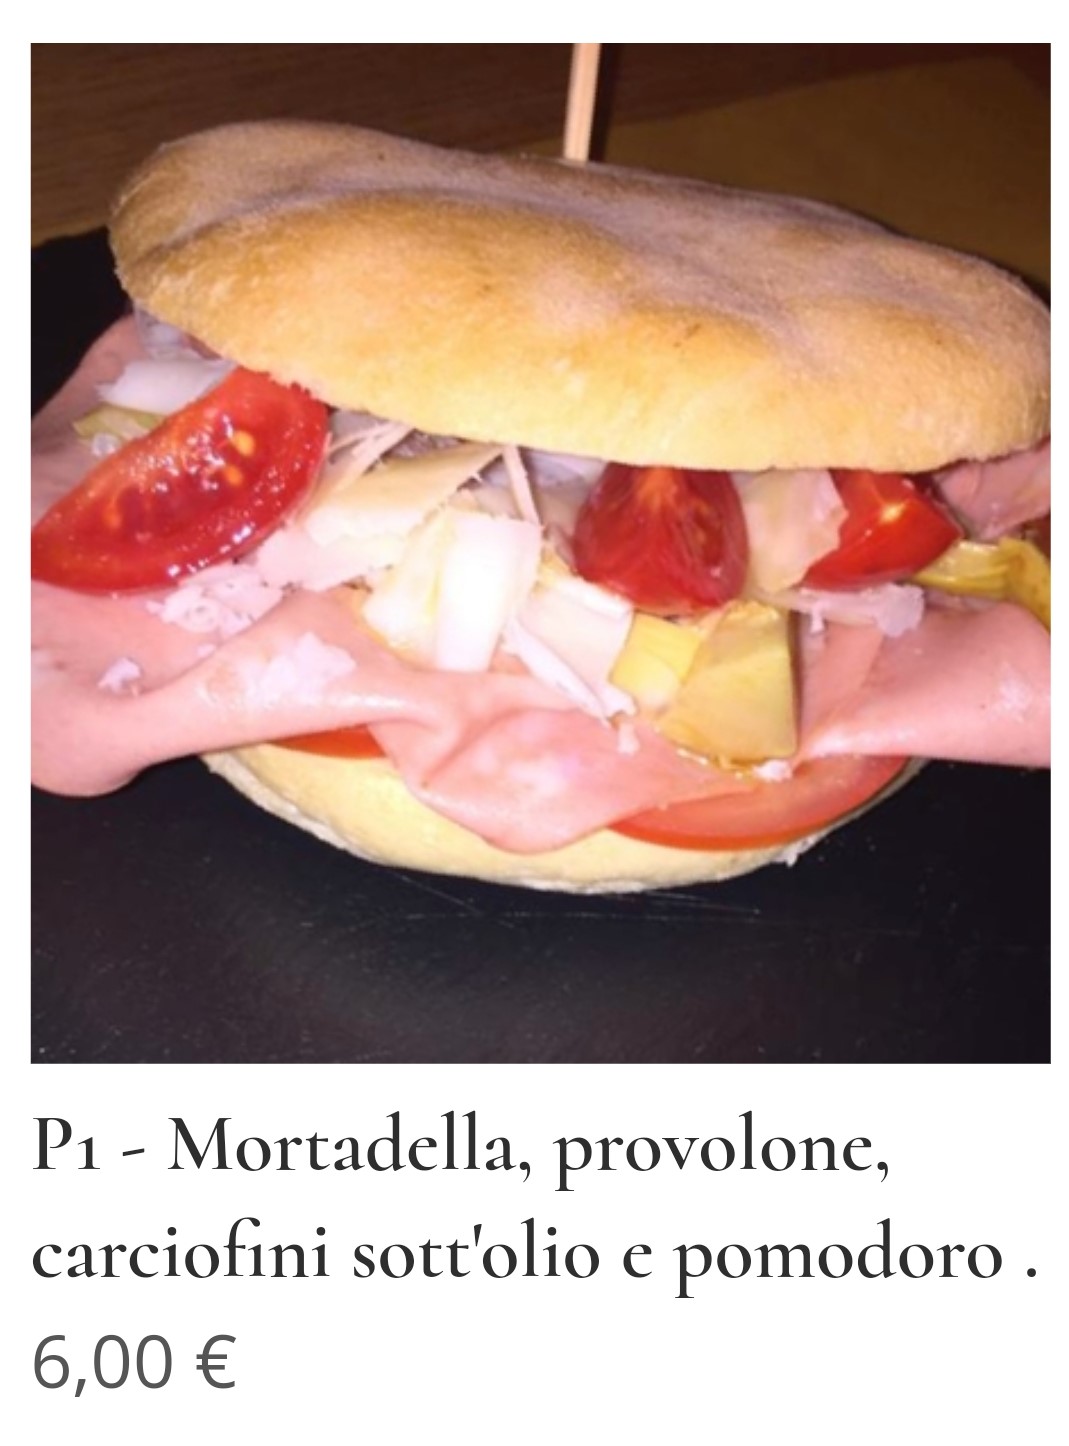 P1 - Mortadella, provolone,
carciofini sott'olio e pomodoro .
6,00 €